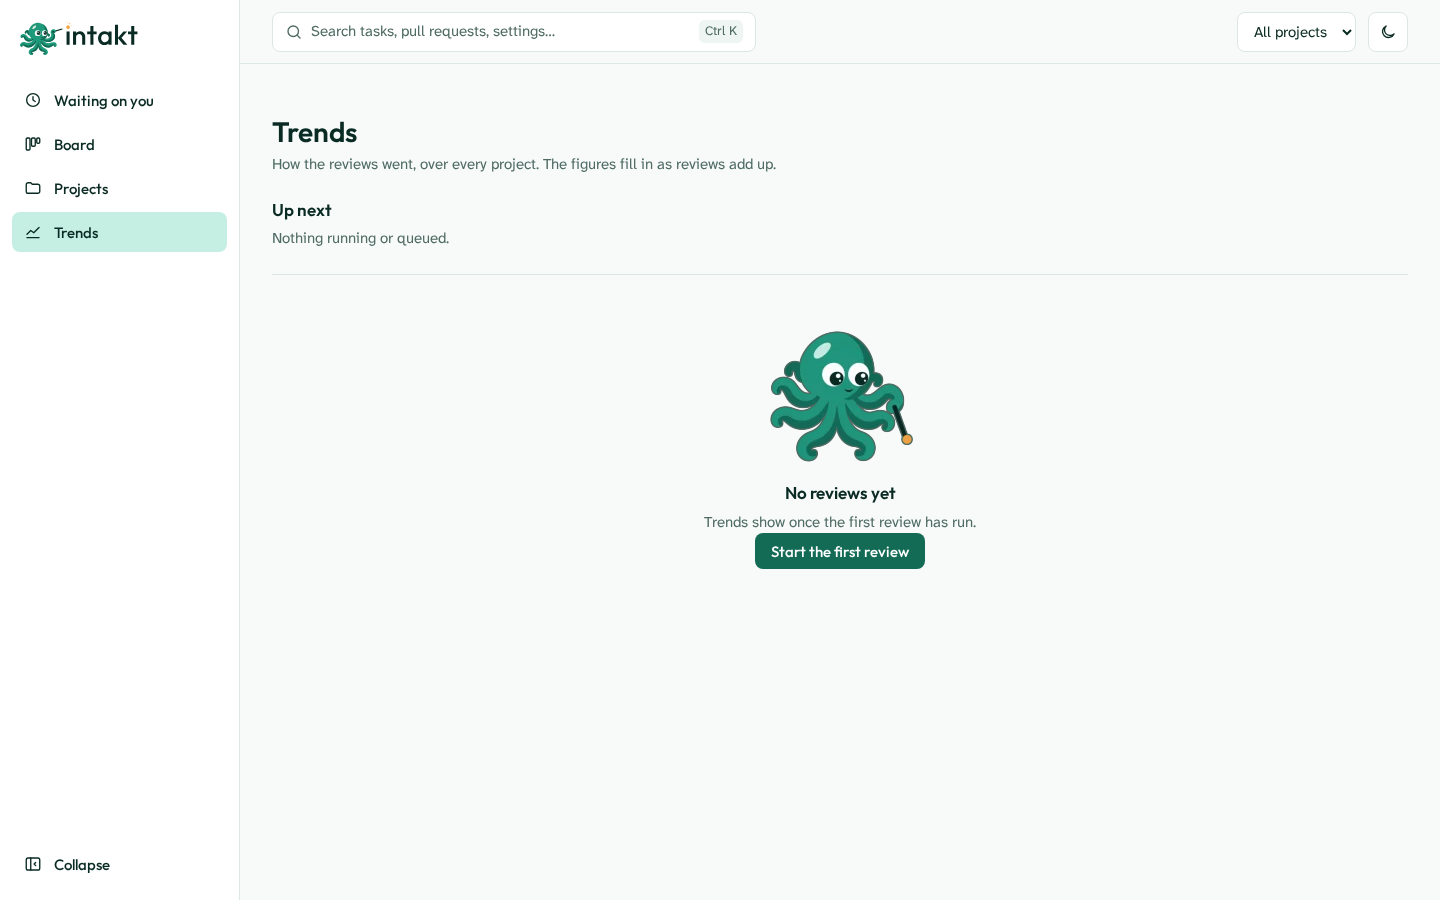 intakt
Search tasks, pull requests, settings...
Ctrl K
All projects
Waiting on you
Board
Projects
Trends
Collapse
Trends
How the reviews went, over every project. The figures fill in as reviews add up.
Up next
Nothing running or queued.
No reviews yet
Trends show once the first review has run.
Start the first review